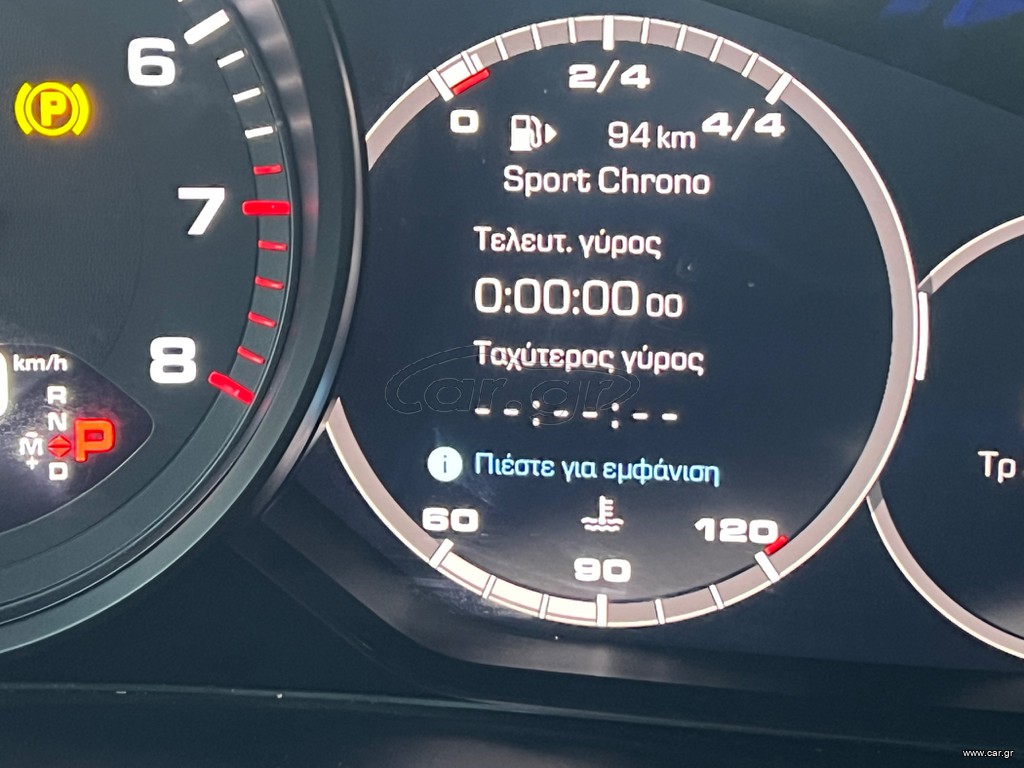 6
7
8
P
km/h
R
N
M
+
P
D
0
2/4
4/4
94 km
Sport Chrono
Τελευτ. γύρος
0:00:00 00
Ταχύτερος γύρος
--:--:--
car.gr
i Πιέστε για εμφάνιση
60
90
120
Τρ
www.car.gr